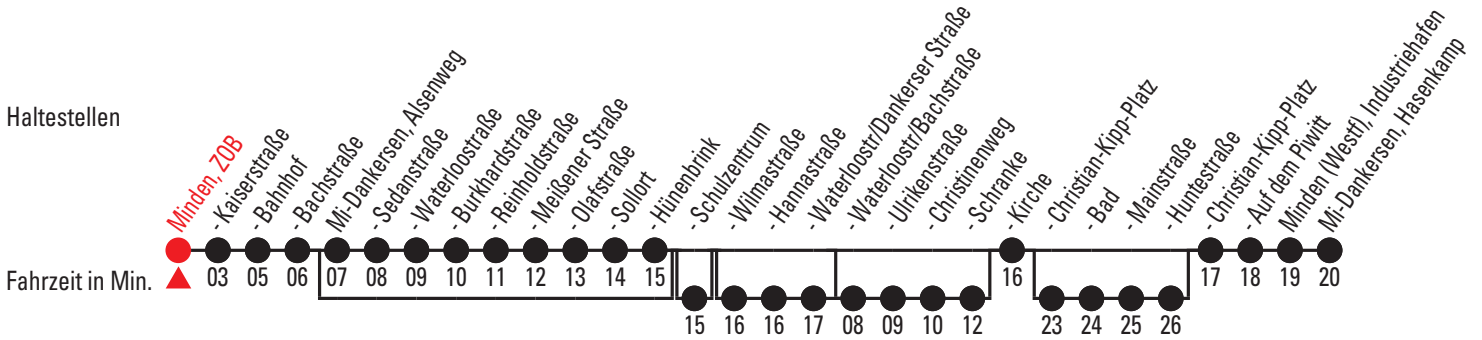 Haltestellen
Minden, ZOB
- Kaiserstraße
- Bahnhof
- Bachstraße
Mi-Dankersen, Alsenweg
- Sedanstraße
- Waterloostraße
- Burkhardstraße
- Reinholdstraße
- Meißener Straße
- Olafstraße
- Sollort
- Hünenbrink
- Schulzentrum
- Wilmastraße
- Hannastraße
- Waterloostr/Dankerser Straße
- Waterloostr/Bachstraße
- Ulrikenstraße
- Christinenweg
- Schranke
- Kirche
- Christian-Kipp-Platz
- Bad
- Mainstraße
- Huntestraße
- Christian-Kipp-Platz
- Auf den Piwitt
Minden (Westf), Industriehafen
- Mi-Dankersen, Hasenkamp
Fahrzeit in Min.
03 05 06 07 08 09 10 11 12 13 14 15 16 17 18 19 20
15 16 16 17 08 09 10 12 23 24 25 26